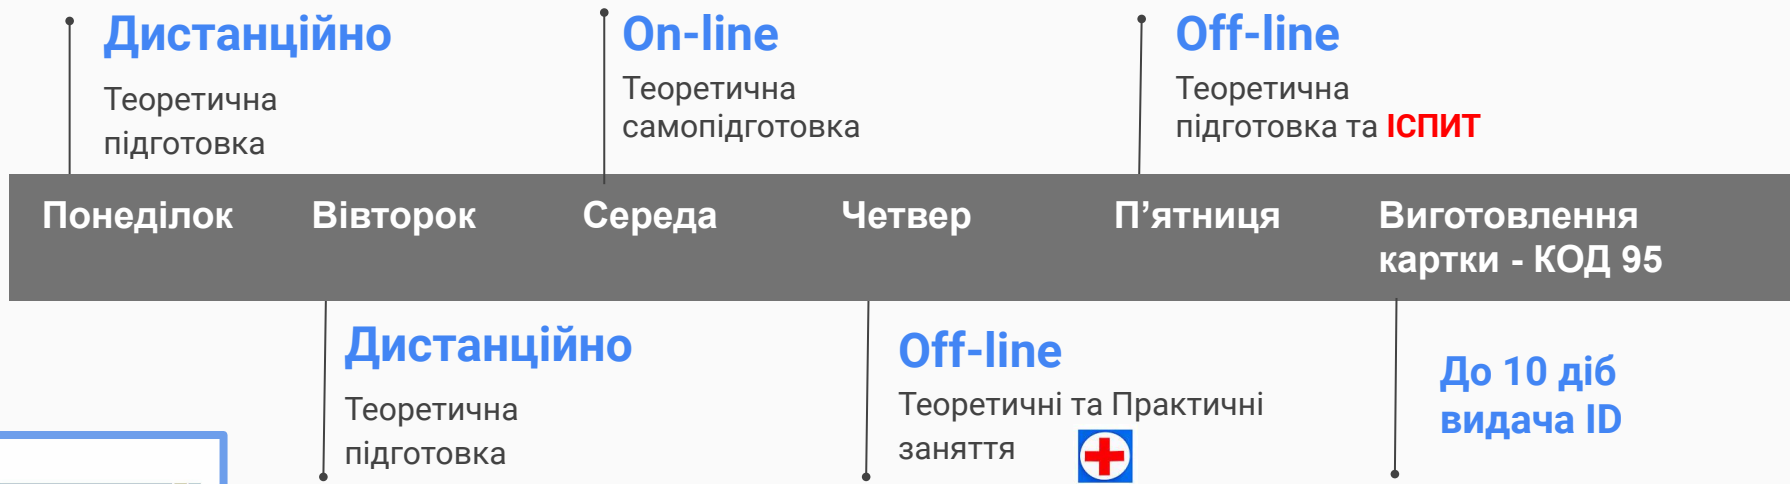 Дистанційно
Теоретична
підготовка
On-line
Теоретична
самопідготовка
Off-line
Теоретична
підготовка та ІСПИТ
Понеділок
Вівторок
Середа
Четвер
П’ятниця
Виготовлення
картки - КОД 95
Дистанційно
Теоретична
підготовка
Off-line
Теоретичні та Практичні
заняття
До 10 діб
видача ID